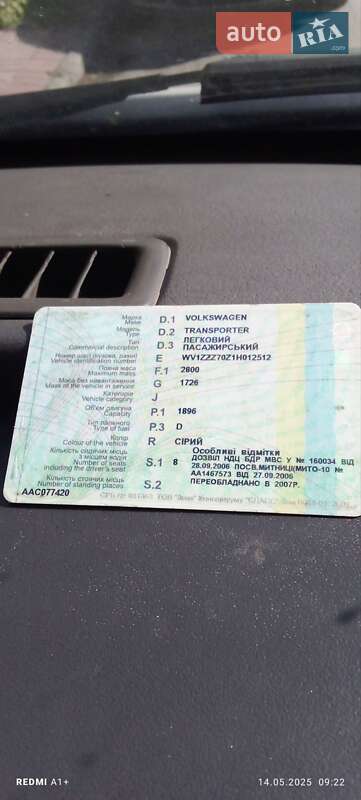 auto RIA.com
Марка D.1 VOLKSWAGEN
Make
Модель D.2 TRANSPORTER
Type
Тип D.3 ЛЕГКОВИЙ
Commercial description ПАСАЖИРСЬКИЙ
Номер шасі (кузова, рами) E WV1ZZZ70Z1H012512
Vehicle identification number
Повна маса F.1 2800
Maximum mass
Маса без навантаження G 1726
Mass of the vehicle in service
Категорія J
Vehicle category
Об'єм двигуна P.1 1896
Capacity
Тип пального P.3 D
Type of fuel
Колір R СІРИЙ
Colour of the vehicle
Кількість сидячих місць Особливі відмітки
з місцем водія S.1 8 ДОЗВІЛ НДЦ БДР МВС У № 160034 ВІД
Number of seats 28.09.2006 ПОСВ.МИТНИЦІ(МИТО-10 №
including the driver's seat АА1467573 ВІД 27.09.2006
Кількість стоячих місць S.2 ПЕРЕОБЛАДНАНО В 2007Р.
Number of standing places
AAC077420
REDMI A1+ 14.05.2025 09:22